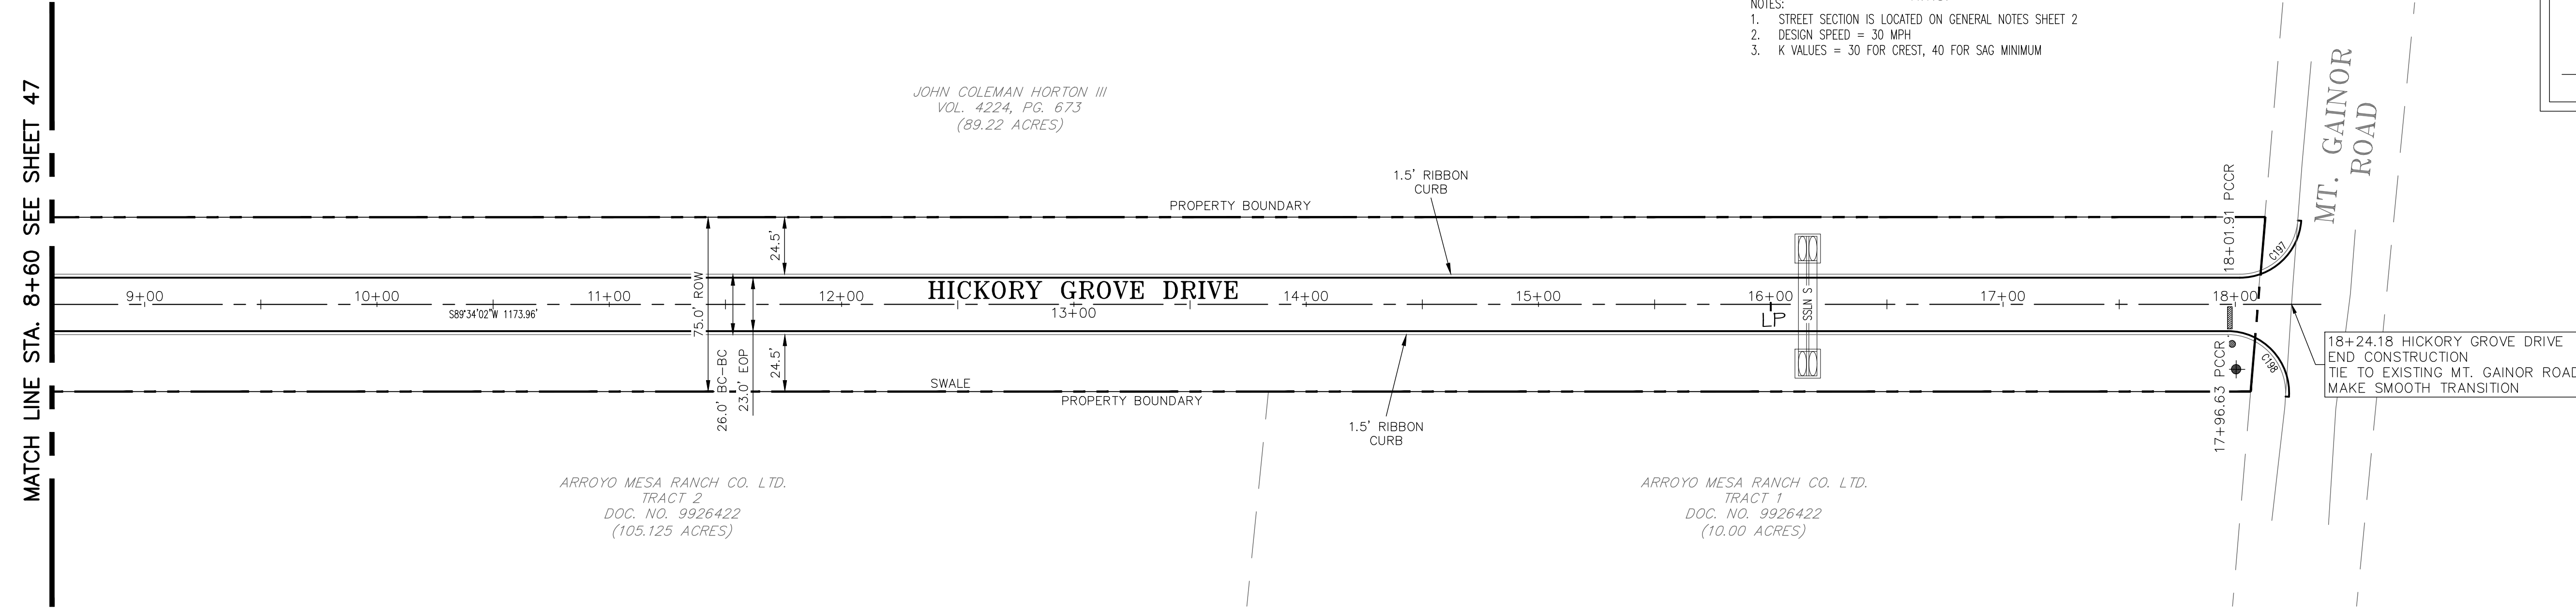 NOTES:
1. STREET SECTION IS LOCATED ON GENERAL NOTES SHEET 2
2. DESIGN SPEED = 30 MPH
3. K VALUES = 30 FOR CREST, 40 FOR SAG MINIMUM
MATCH LINE STA. 8+60 SEE SHEET 47
JOHN COLEMAN HORTON III
VOL. 4224, PG. 673
(89.22 ACRES)
MT. GAINOR
ROAD
1.5' RIBBON
CURB
PROPERTY BOUNDARY
18+01.91 PCCR
C197
24.5'
75.0' ROW
9+00
10+00
11+00
12+00
HICKORY GROVE DRIVE
13+00
14+00
15+00
16+00
17+00
18+00
S89°34'02"W 1173.96'
LP
SSLN S
26.0' BC-BC
23.0' EOP
24.5'
SWALE
PROPERTY BOUNDARY
1.5' RIBBON
CURB
17+96.63 PCCR
C198
18+24.18 HICKORY GROVE DRIVE
END CONSTRUCTION
TIE TO EXISTING MT. GAINOR ROAD
MAKE SMOOTH TRANSITION
ARROYO MESA RANCH CO. LTD.
TRACT 2
DOC. NO. 9926422
(105.125 ACRES)
ARROYO MESA RANCH CO. LTD.
TRACT 1
DOC. NO. 9926422
(10.00 ACRES)